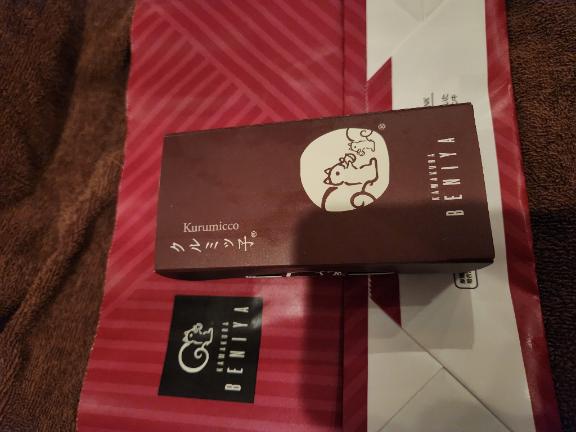 Kurumicco
クルミッ子®
®
KAMAKURA
BENIYA
KAMAKURA
BENIYA